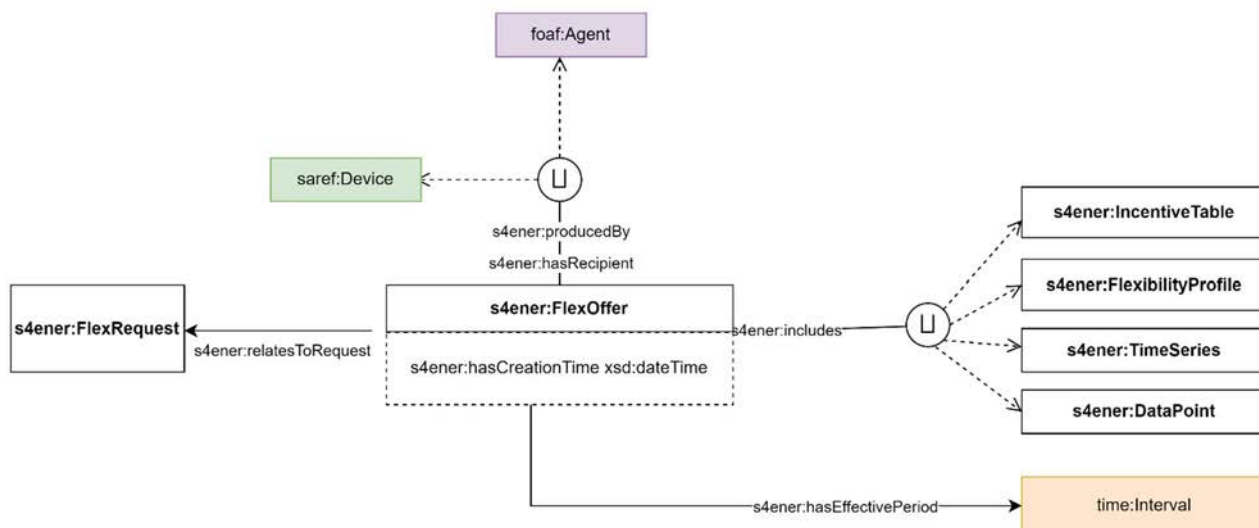 foaf:Agent
saref:Device
⊔
s4ener:producedBy
s4ener:hasRecipient
s4ener:IncentiveTable
s4ener:FlexibilityProfile
s4ener:FlexRequest
s4ener:relatesToRequest
s4ener:FlexOffer
s4ener:includes
⊔
s4ener:TimeSeries
s4ener:hasCreationTime xsd:dateTime
s4ener:DataPoint
s4ener:hasEffectivePeriod
time:Interval